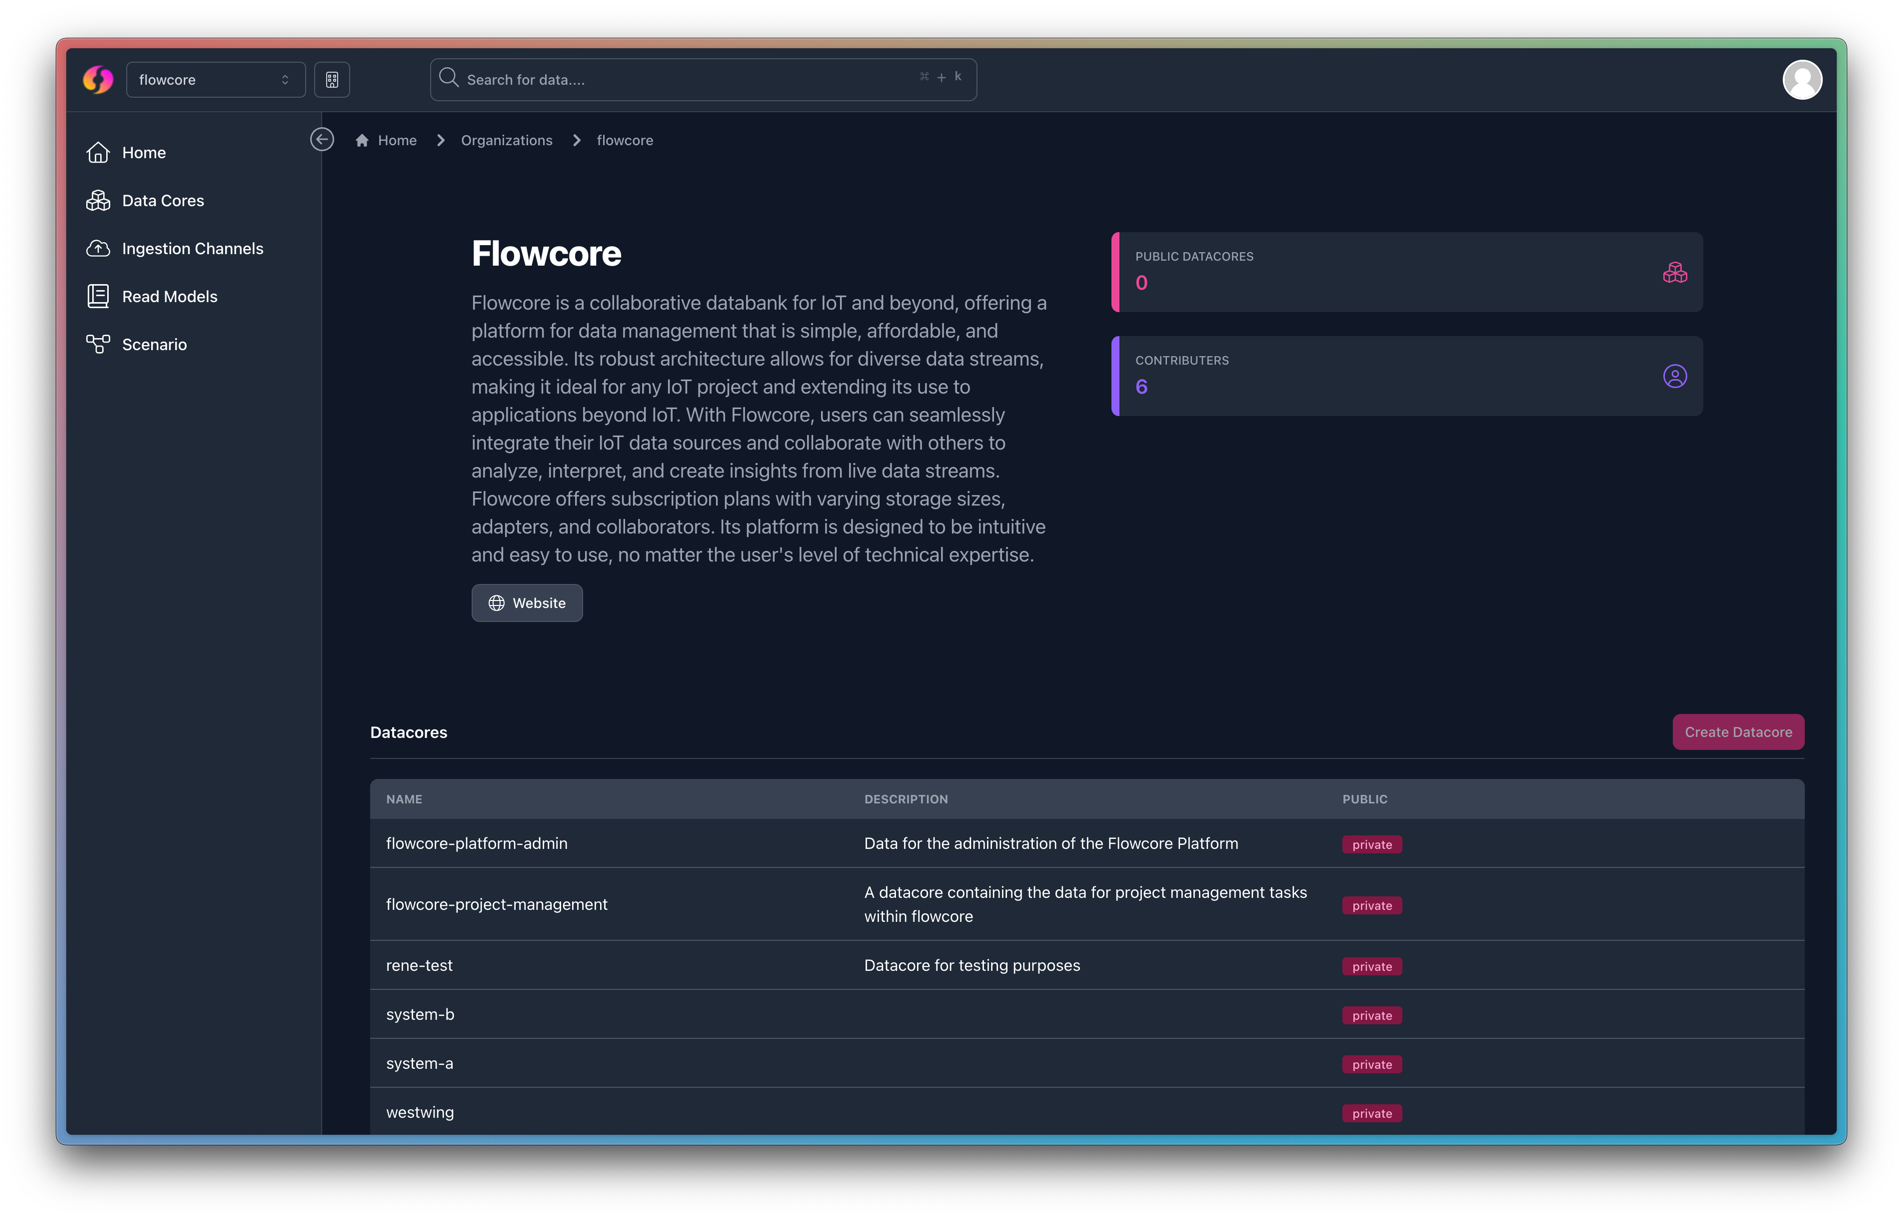 flowcore
Search for data....
⌘ + k
Home
Data Cores
Ingestion Channels
Read Models
Scenario
Home
Organizations
flowcore
Flowcore
Flowcore is a collaborative databank for IoT and beyond, offering a
platform for data management that is simple, affordable, and
accessible. Its robust architecture allows for diverse data streams,
making it ideal for any IoT project and extending its use to
applications beyond IoT. With Flowcore, users can seamlessly
integrate their IoT data sources and collaborate with others to
analyze, interpret, and create insights from live data streams.
Flowcore offers subscription plans with varying storage sizes,
adapters, and collaborators. Its platform is designed to be intuitive
and easy to use, no matter the user's level of technical expertise.
Website
PUBLIC DATACORES
0
CONTRIBUTERS
6
Datacores
Create Datacore
NAME DESCRIPTION PUBLIC
flowcore-platform-admin Data for the administration of the Flowcore Platform private
flowcore-project-management A datacore containing the data for project management tasks
within flowcore private
rene-test Datacore for testing purposes private
system-b private
system-a private
westwing private